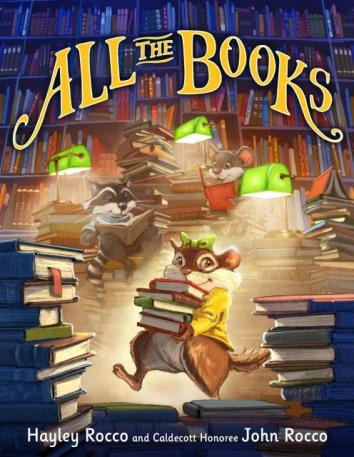 ALL THE BOOKS
Hayley Rocco and Caldecott Honoree John Rocco